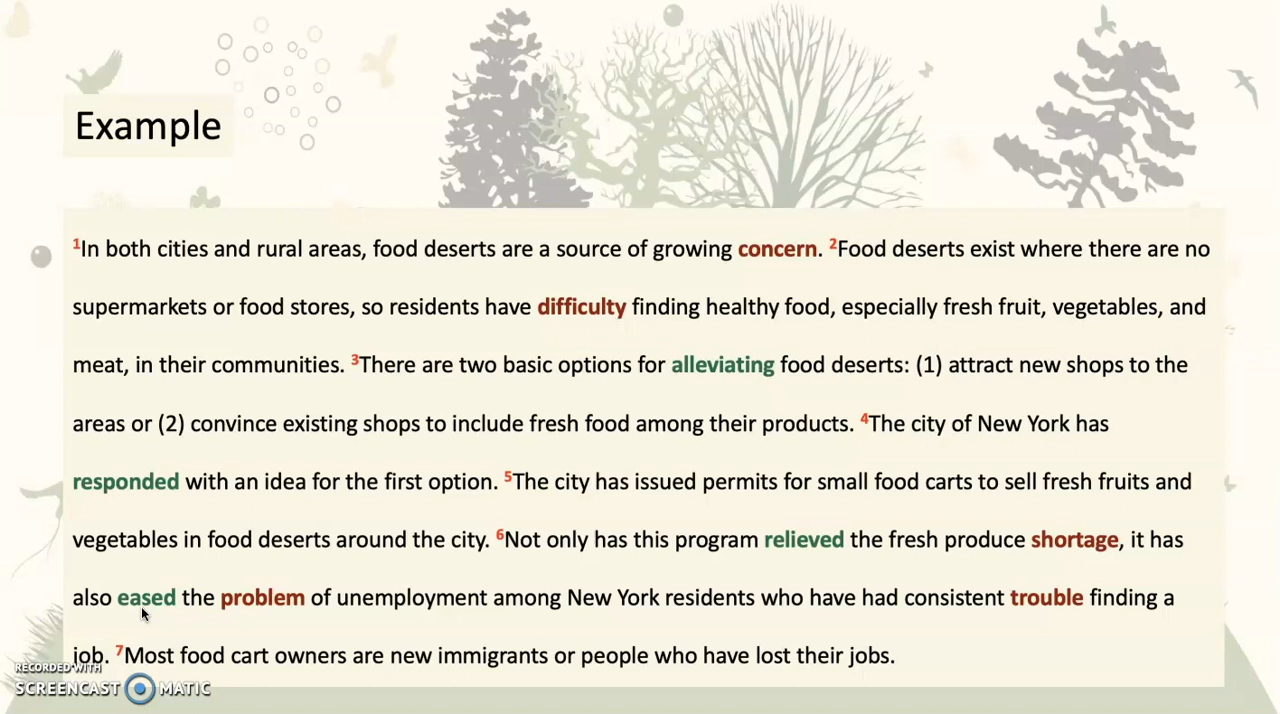 Example
¹In both cities and rural areas, food deserts are a source of growing concern. ²Food deserts exist where there are no
supermarkets or food stores, so residents have difficulty finding healthy food, especially fresh fruit, vegetables, and
meat, in their communities. ³There are two basic options for alleviating food deserts: (1) attract new shops to the
areas or (2) convince existing shops to include fresh food among their products. ⁴The city of New York has
responded with an idea for the first option. ⁵The city has issued permits for small food carts to sell fresh fruits and
vegetables in food deserts around the city. ⁶Not only has this program relieved the fresh produce shortage, it has
also eased the problem of unemployment among New York residents who have had consistent trouble finding a
job. ⁷Most food cart owners are new immigrants or people who have lost their jobs.
RECORDED WITH
SCREENCAST MATIC